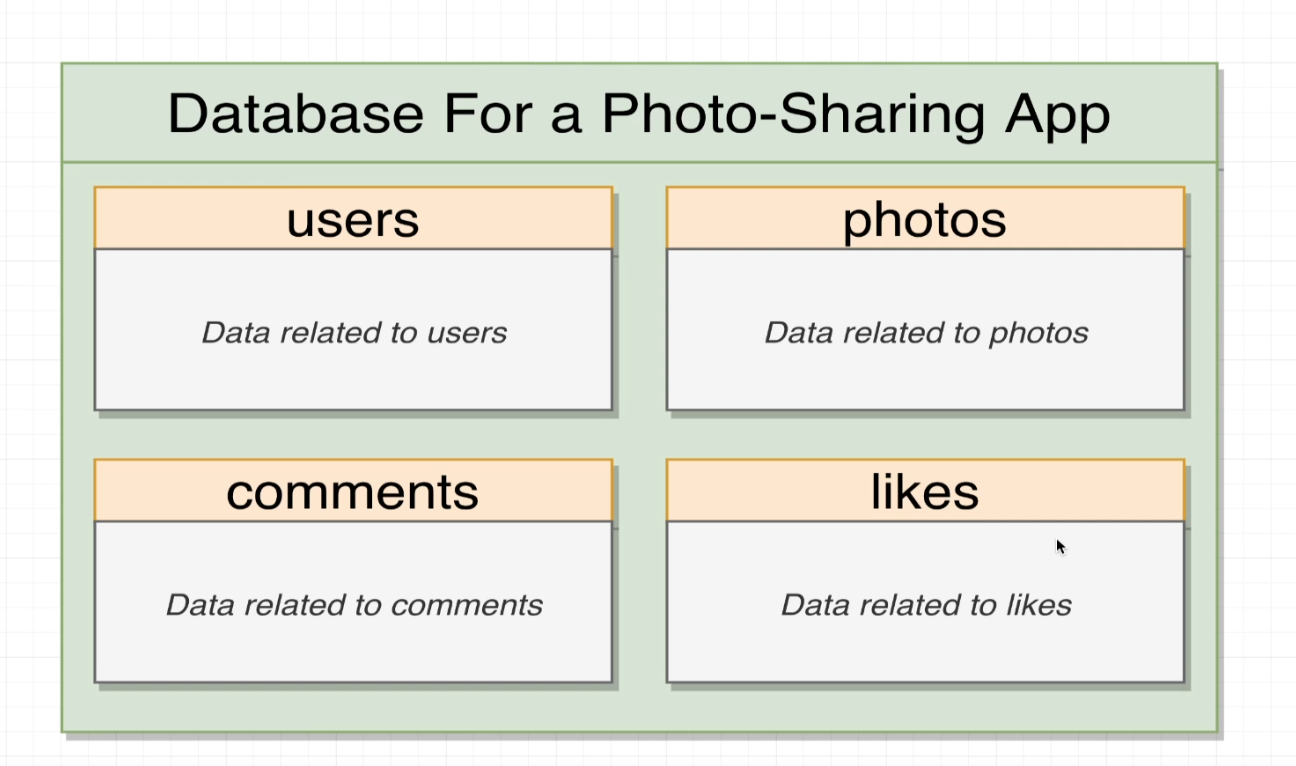 Database For a Photo-Sharing App
users
photos
Data related to users
Data related to photos
comments
likes
Data related to comments
Data related to likes